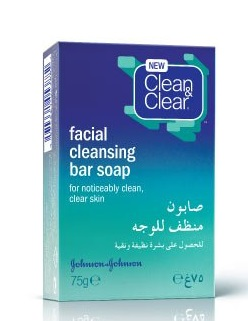 NEW
Clean&
Clear
facial
cleansing
bar soap
for noticeably clean,
clear skin
صابون
منظف للوجه
للحصول على بشرة نظيفة ونقية
Johnson&Johnson
75g℮
℮٧٥غ